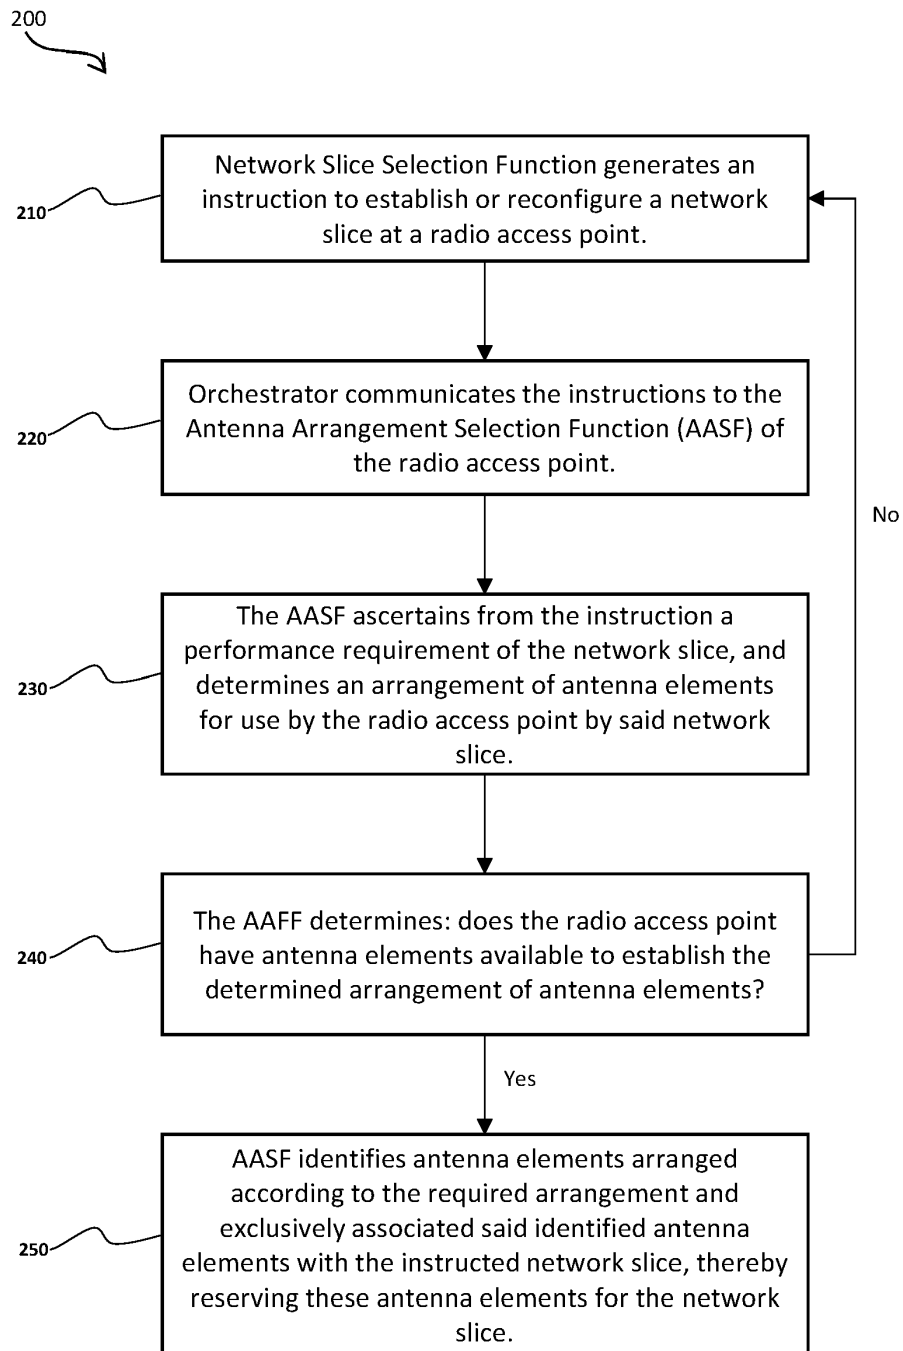 200
Network Slice Selection Function generates an
instruction to establish or reconfigure a network
slice at a radio access point.
210
Orchestrator communicates the instructions to the
Antenna Arrangement Selection Function (AASF) of
the radio access point.
220
No
The AASF ascertains from the instruction a
performance requirement of the network slice, and
determines an arrangement of antenna elements
for use by the radio access point by said network
slice.
230
The AAFF determines: does the radio access point
have antenna elements available to establish the
determined arrangement of antenna elements?
240
Yes
AASF identifies antenna elements arranged
according to the required arrangement and
exclusively associated said identified antenna
elements with the instructed network slice, thereby
reserving these antenna elements for the network
slice.
250